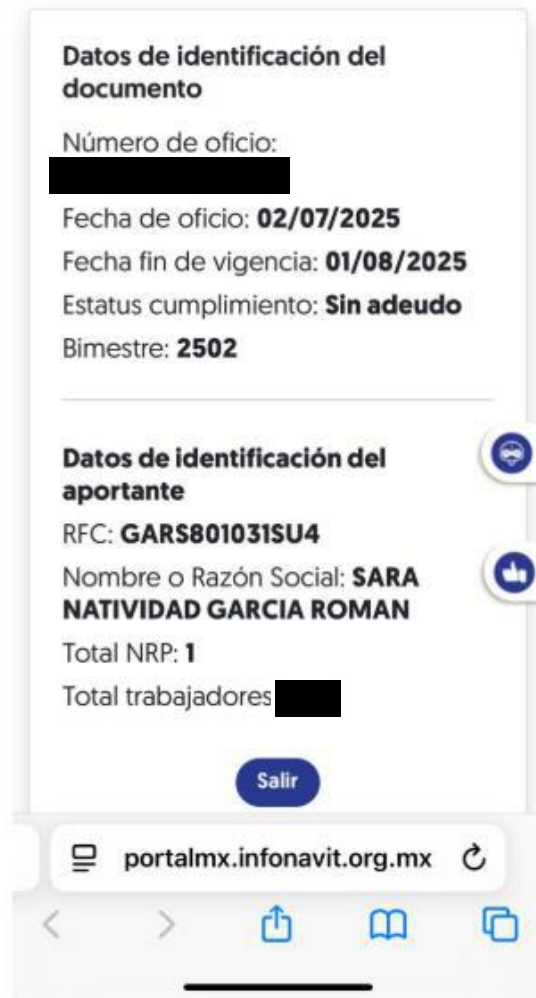 Datos de identificación del
documento
Número de oficio:
Fecha de oficio: 02/07/2025
Fecha fin de vigencia: 01/08/2025
Estatus cumplimiento: Sin adeudo
Bimestre: 2502
Datos de identificación del
aportante
RFC: GARS801031SU4
Nombre o Razón Social: SARA
NATIVIDAD GARCIA ROMAN
Total NRP: 1
Total trabajadores
Salir
portalmx.infonavit.org.mx